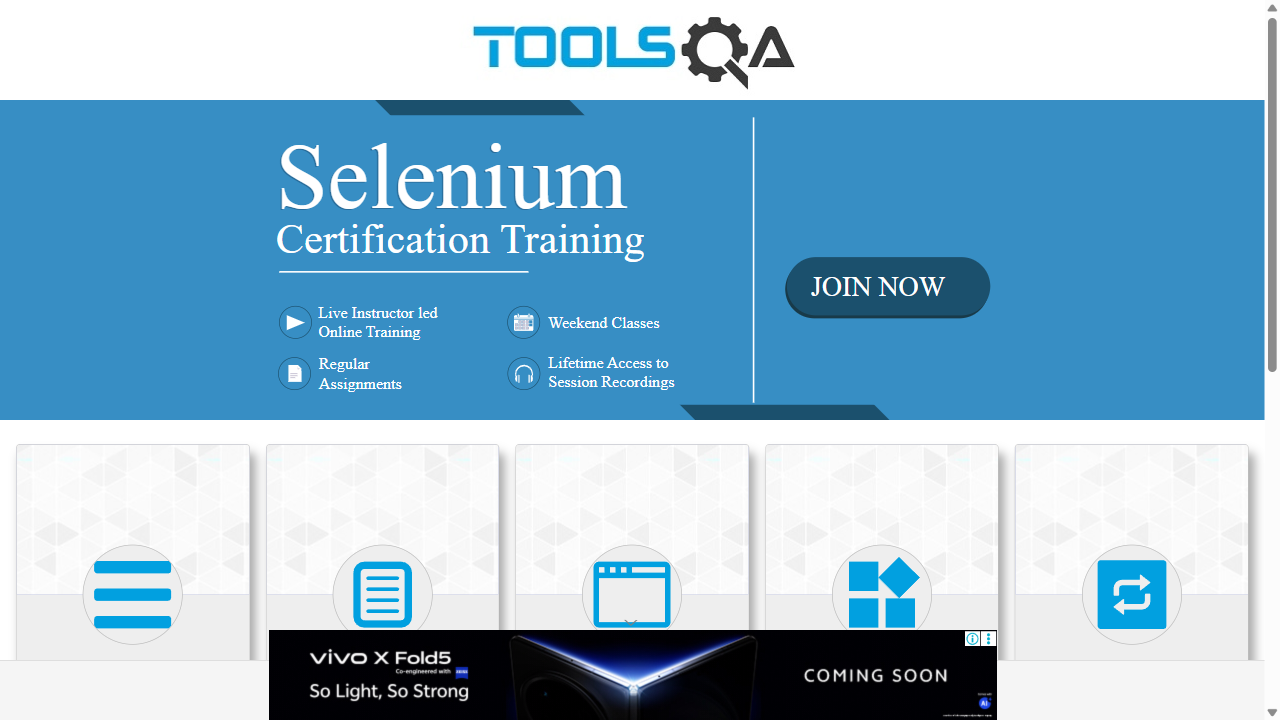 TOOLSQA
Selenium
Certification Training
JOIN NOW
Live Instructor led
Online Training
Weekend Classes
Regular
Assignments
Lifetime Access to
Session Recordings
vivo X Fold5
Co-engineered with
So Light, So Strong
COMING SOON